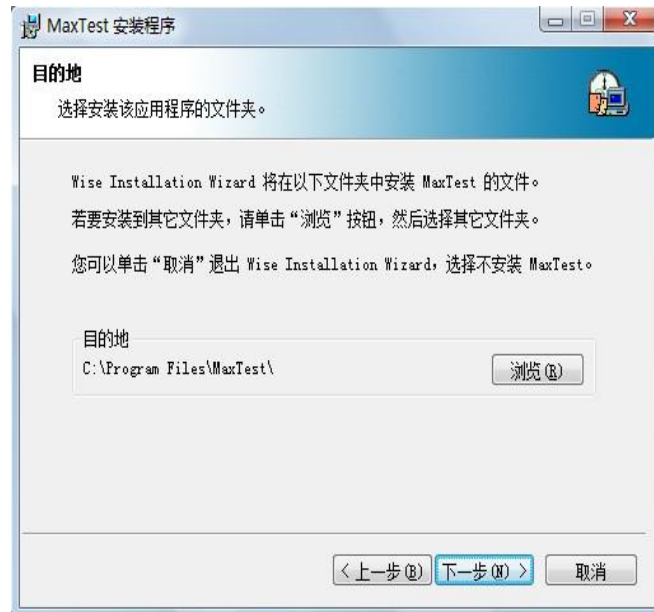 MaxTest 安装程序
目的地
选择安装该应用程序的文件夹。
Wise Installation Wizard 将在以下文件夹中安装 MaxTest 的文件。
若要安装到其它文件夹，请单击“浏览”按钮，然后选择其它文件夹。
您可以单击“取消”退出 Wise Installation Wizard，选择不安装 MaxTest。
目的地
C:\Program Files\MaxTest\
浏览(R)
< 上一步(B)
下一步(N) >
取消